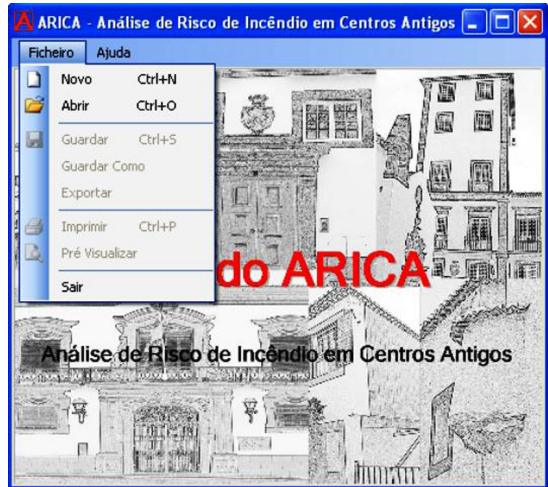 ARICA - Análise de Risco de Incêndio em Centros Antigos
Ficheiro Ajuda
Novo Ctrl+N
Abrir Ctrl+O
Guardar Ctrl+S
Guardar Como
Exportar
Imprimir Ctrl+P
Pré Visualizar
Sair
do ARICA
Análise de Risco de Incêndio em Centros Antigos